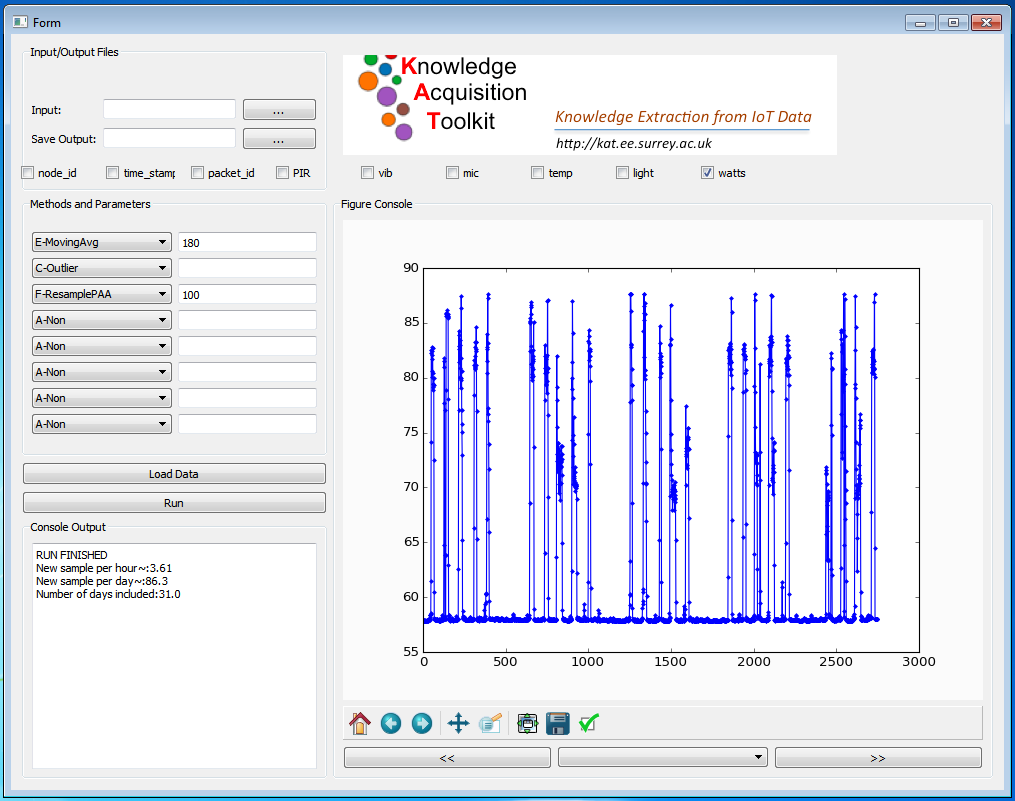 Form
Input/Output Files
Input:
...
Save Output:
...
Knowledge
Acquisition
Toolkit
Knowledge Extraction from IoT Data
http://kat.ee.surrey.ac.uk
node_id time_stamp packet_id PIR vib mic temp light watts
Methods and Parameters
E-MovingAvg 180
C-Outlier
F-ResamplePAA 100
A-Non
A-Non
A-Non
A-Non
A-Non
Load Data
Run
Console Output
RUN FINISHED
New sample per hour~:3.61
New sample per day~:86.3
Number of days included:31.0
Figure Console
90
85
80
75
70
65
60
55
0 500 1000 1500 2000 2500 3000
<< >>